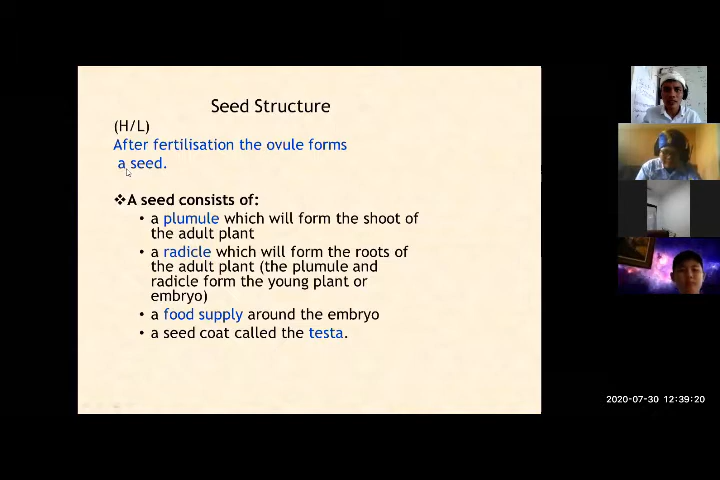 Seed Structure
(H/L)
After fertilisation the ovule forms
a seed.
❖A seed consists of:
• a plumule which will form the shoot of
the adult plant
• a radicle which will form the roots of
the adult plant (the plumule and
radicle form the young plant or
embryo)
• a food supply around the embryo
• a seed coat called the testa.
2020-07-30 12:39:20